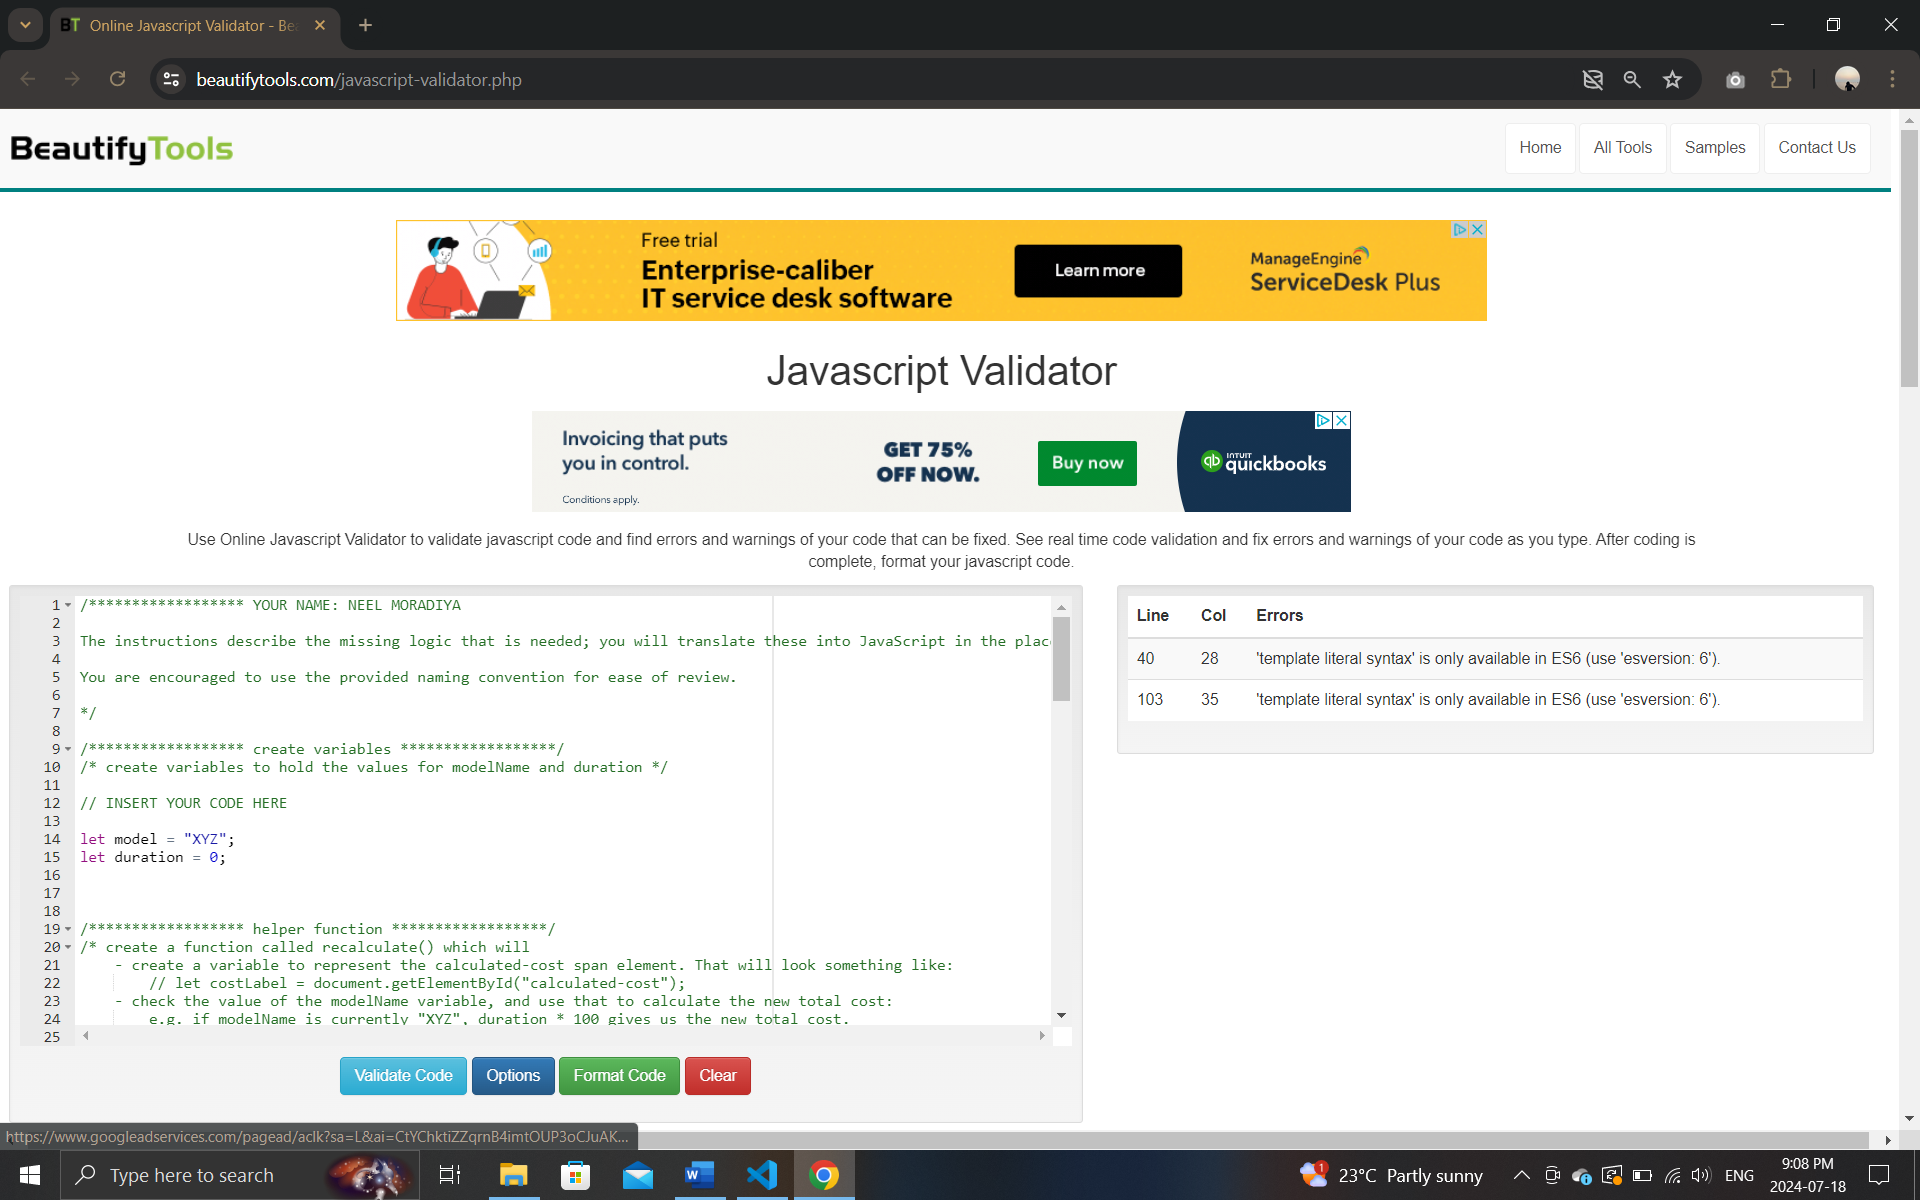 BT Online Javascript Validator - Be
beautifytools.com/javascript-validator.php
BeautifyTools
Home
All Tools
Samples
Contact Us
Free trial
Enterprise-caliber
IT service desk software
Learn more
ManageEngine
ServiceDesk Plus
Javascript Validator
Invoicing that puts
you in control.
Conditions apply.
GET 75%
OFF NOW.
Buy now
qb INTUIT
quickbooks
Use Online Javascript Validator to validate javascript code and find errors and warnings of your code that can be fixed. See real time code validation and fix errors and warnings of your code as you type. After coding is
complete, format your javascript code.
1 /****************** YOUR NAME: NEEL MORADIYA
2
3 The instructions describe the missing logic that is needed; you will translate these into JavaScript in the plac
4
5 You are encouraged to use the provided naming convention for ease of review.
6
7 */
8
9 /****************** create variables ******************/
10 /* create variables to hold the values for modelName and duration */
11
12 // INSERT YOUR CODE HERE
13
14 let model = "XYZ";
15 let duration = 0;
16
17
18
19 /****************** helper function ******************/
20 /* create a function called recalculate() which will
21 - create a variable to represent the calculated-cost span element. That will look something like:
22 // let costLabel = document.getElementById("calculated-cost");
23 - check the value of the modelName variable, and use that to calculate the new total cost:
24 e.g. if modelName is currently "XYZ", duration * 100 gives us the new total cost.
25
Line Col Errors
40 28 'template literal syntax' is only available in ES6 (use 'esversion: 6').
103 35 'template literal syntax' is only available in ES6 (use 'esversion: 6').
Validate Code
Options
Format Code
Clear
https://www.googleadservices.com/pagead/aclk?sa=L&ai=CtYChktiZZqrnB4imtOUP3oCJuAK...
Type here to search
1
23°C Partly sunny
ENG
9:08 PM
2024-07-18